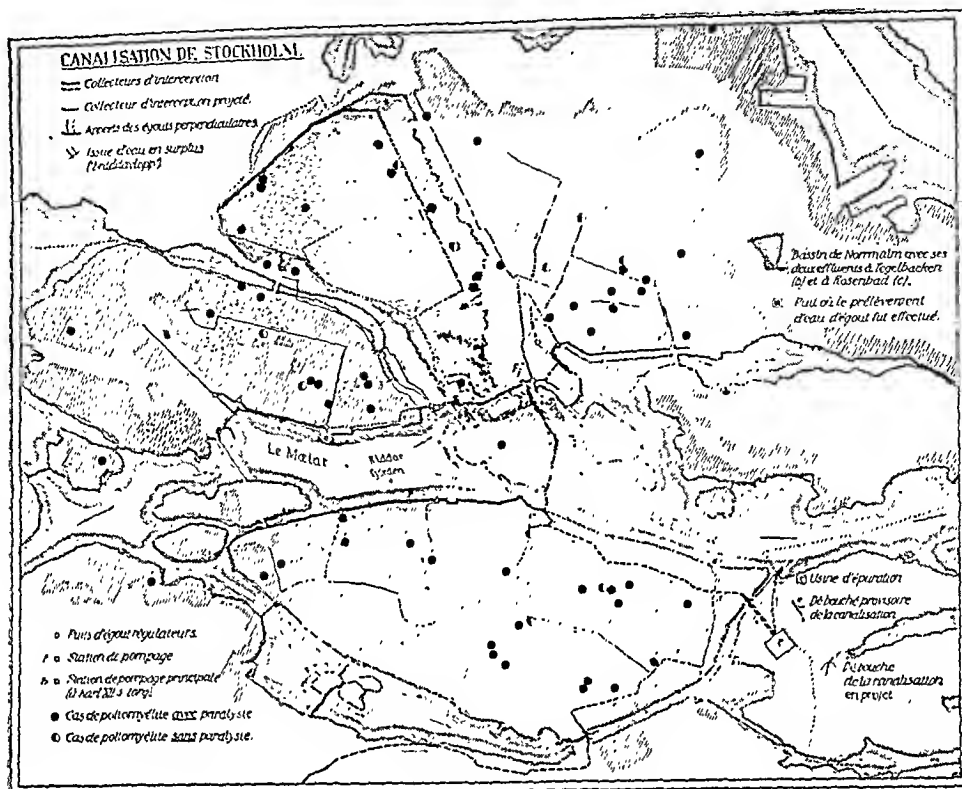 CANALISATION DE STOCKHOLM.
Collecteurs d'interception
Collecteur d'interception projeté.
Apports des égouts perpendiculaires.
Issue d'eau en surplus
Bassin de Norrmalm avec ses
deux effluents à Tegelbacken
(b) et à Rosenbad (c).
Puit où le prélèvement
d'eau d'égout fut effectué.
Le Mælar
Riddar
fjärden
Usine d'épuration
Débouché provisoire
de la canalisation
Débouché
de la canalisation
en projet
Puits d'égout régulateurs.
Station de pompage
Station de pompage principale
Cas de poliomyélite avec paralysie
Cas de poliomyélite sans paralysie.